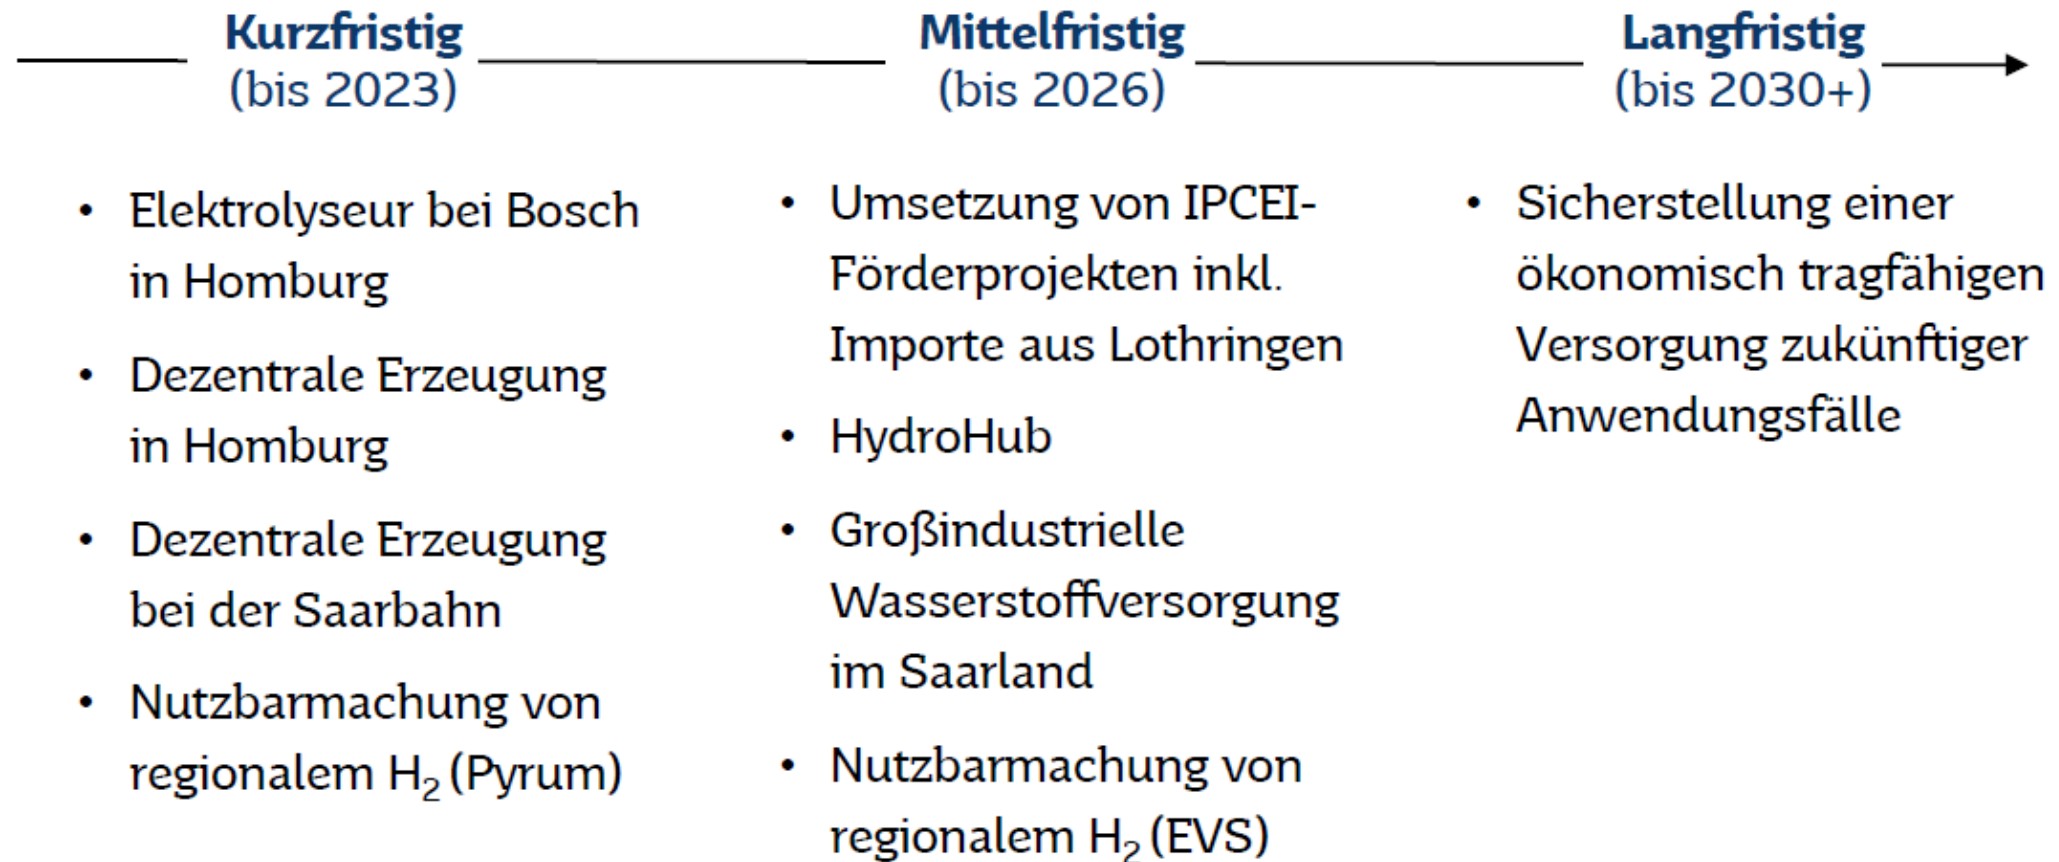 Kurzfristig
(bis 2023)
• Elektrolyseur bei Bosch
in Homburg
• Dezentrale Erzeugung
in Homburg
• Dezentrale Erzeugung
bei der Saarbahn
• Nutzbarmachung von
regionalem H₂ (Pyrum)
Mittelfristig
(bis 2026)
• Umsetzung von IPCEI-
Förderprojekten inkl.
Importe aus Lothringen
• HydroHub
• Großindustrielle
Wasserstoffversorgung
im Saarland
• Nutzbarmachung von
regionalem H₂ (EVS)
Langfristig
(bis 2030+)
• Sicherstellung einer
ökonomisch tragfähigen
Versorgung zukünftiger
Anwendungsfälle